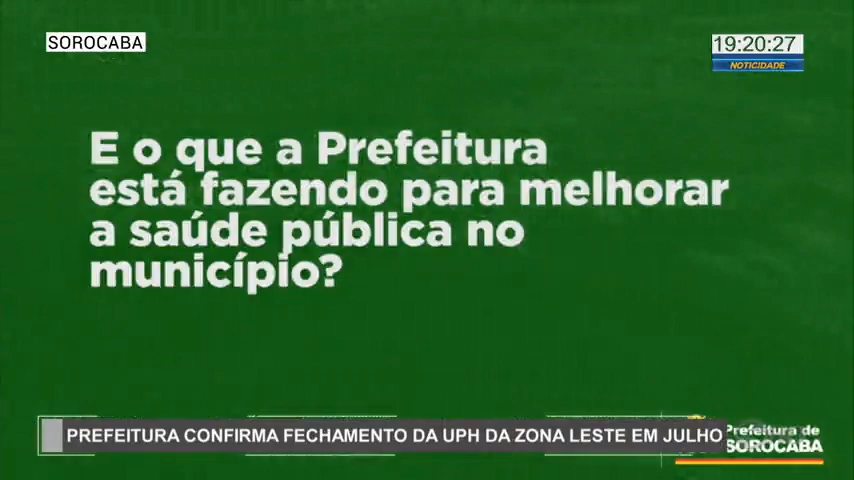 SOROCABA
19:20:27
NOTICIDADE
E o que a Prefeitura
está fazendo para melhorar
a saúde pública no
município?
PREFEITURA CONFIRMA FECHAMENTO DA UPH DA ZONA LESTE EM JULHO
Prefeitura de
SOROCABA